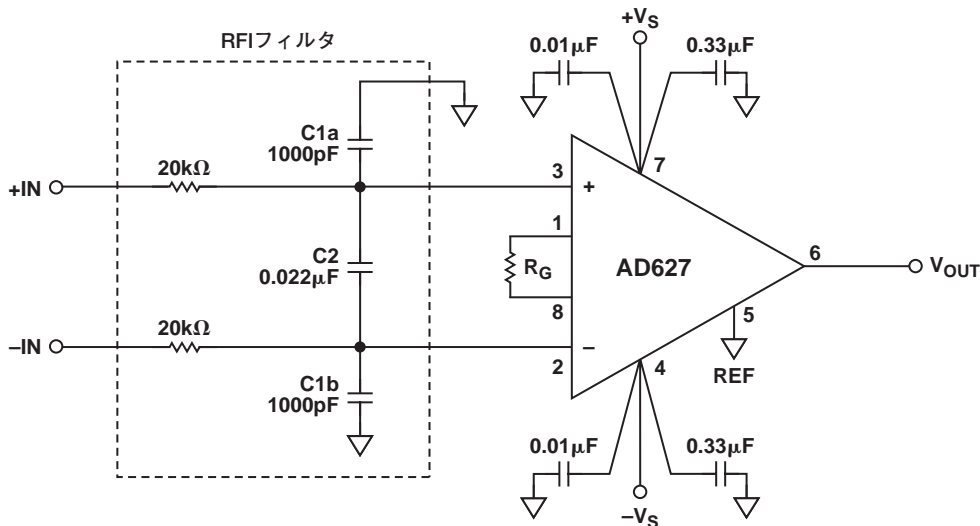 RFIフィルタ
+VS
0.01μF
0.33μF
C1a
1000pF
20kΩ
+IN
3
+
7
1
C2
0.022μF
RG
AD627
6
VOUT
8
5
20kΩ
–IN
–
2
4
REF
C1b
1000pF
0.01μF
0.33μF
–VS